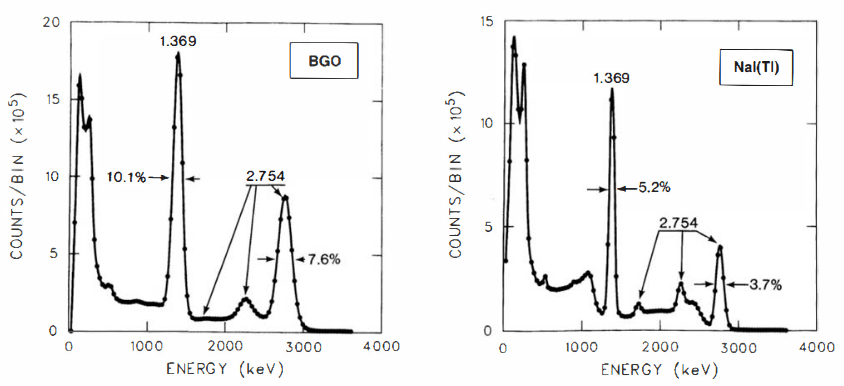 20
15
10
5
0
COUNTS/BIN (×10⁵)
1.369
BGO
10.1%
2.754
7.6%
0 1000 2000 3000 4000
ENERGY (keV)
15
10
5
0
COUNTS/BIN (×10⁵)
1.369
NaI(Tl)
5.2%
2.754
3.7%
0 1000 2000 3000 4000
ENERGY (keV)